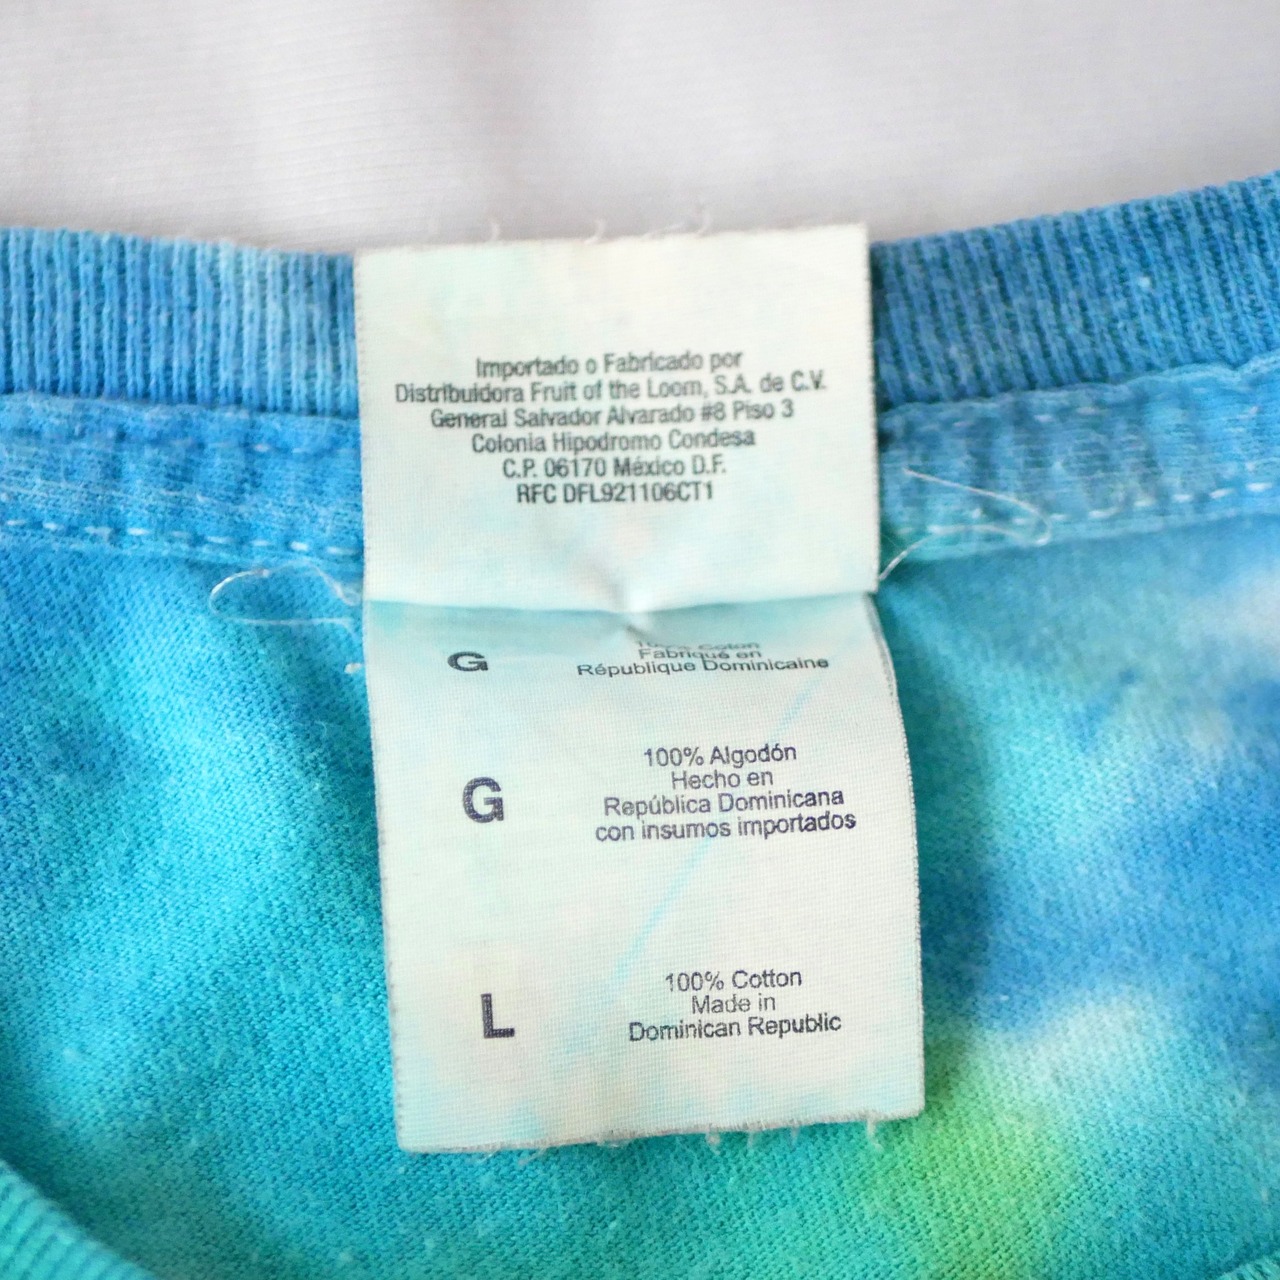 Importado o Fabricado por
Distribuidora Fruit of the Loom, S.A. de C.V.
General Salvador Alvarado #8 Piso 3
Colonia Hipodromo Condesa
C.P. 06170 México D.F.
RFC DFL921106CT1
G
Fabriqué en
République Dominicaine
G
100% Algodón
Hecho en
República Dominicana
con insumos importados
L
100% Cotton
Made in
Dominican Republic